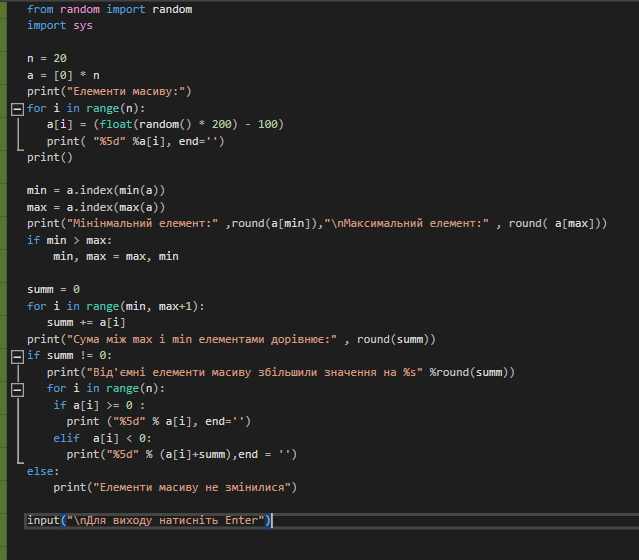 from random import random
import sys
n = 20
a = [0] * n
print("Елементи масиву:")
for i in range(n):
a[i] = (float(random() * 200) - 100)
print( "%5d" %a[i], end='')
print()
min = a.index(min(a))
max = a.index(max(a))
print("Мінінмальний елемент:" ,round(a[min]),"\nМаксимальний елемент:" , round( a[max]))
if min > max:
min, max = max, min
summ = 0
for i in range(min, max+1):
summ += a[i]
print("Сума між max і min елементами дорівнює:" , round(summ))
if summ != 0:
print("Від'ємні елементи масиву збільшили значення на %s" %round(summ))
for i in range(n):
if a[i] >= 0 :
print ("%5d" % a[i], end='')
elif  a[i] < 0:
print("%5d" % (a[i]+summ),end = '')
else:
print("Елементи масиву не змінилися")
input("\nДля виходу натисніть Enter")